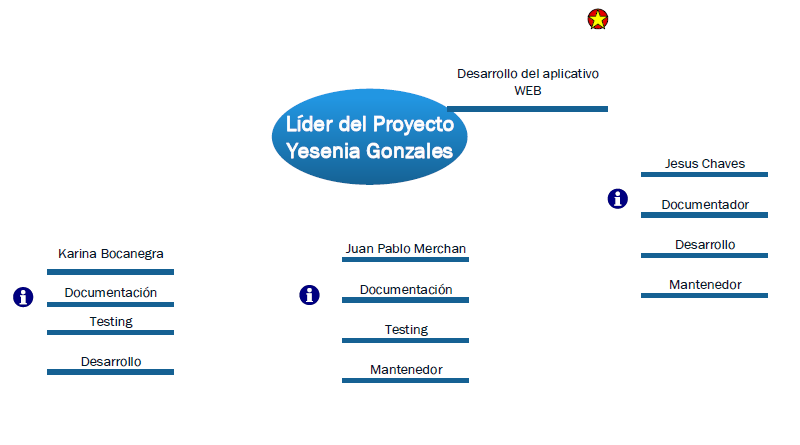 Desarrollo del aplicativo
WEB
Líder del Proyecto
Yesenia Gonzales
Karina Bocanegra
Documentación
Testing
Desarrollo
Juan Pablo Merchan
Documentación
Testing
Mantenedor
Jesus Chaves
Documentador
Desarrollo
Mantenedor